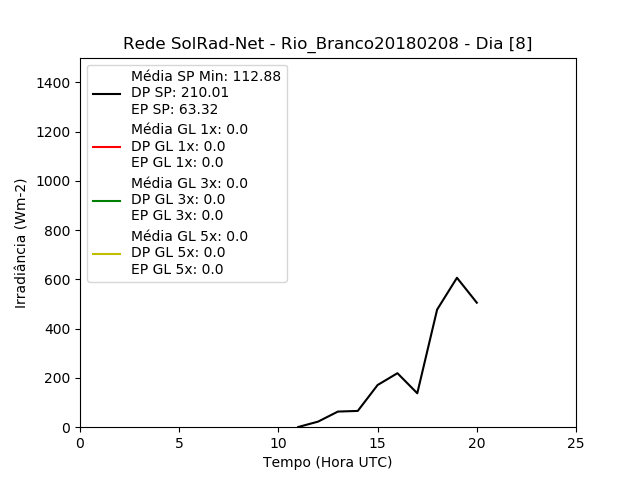 Rede SolRad-Net - Rio_Branco20180208 - Dia [8]
Média SP Min: 112.88
DP SP: 210.01
EP SP: 63.32
Média GL 1x: 0.0
DP GL 1x: 0.0
EP GL 1x: 0.0
Média GL 3x: 0.0
DP GL 3x: 0.0
EP GL 3x: 0.0
Média GL 5x: 0.0
DP GL 5x: 0.0
EP GL 5x: 0.0
Irradiância (Wm-2)
1400
1200
1000
800
600
400
200
0
0 5 10 15 20 25
Tempo (Hora UTC)